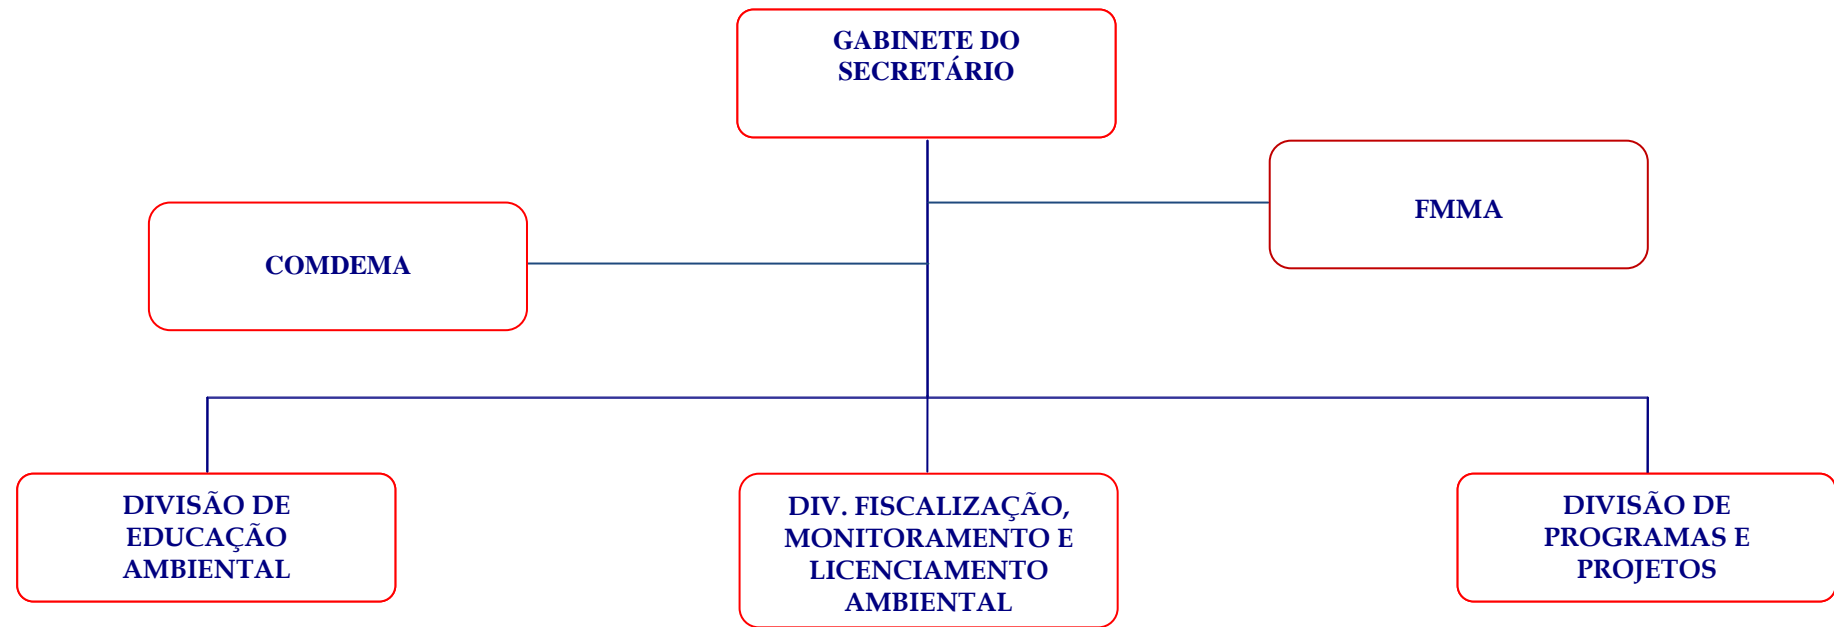 GABINETE DO
SECRETÁRIO
FMMA
COMDEMA
DIVISÃO DE
EDUCAÇÃO
AMBIENTAL
DIV. FISCALIZAÇÃO,
MONITORAMENTO E
LICENCIAMENTO
AMBIENTAL
DIVISÃO DE
PROGRAMAS E
PROJETOS